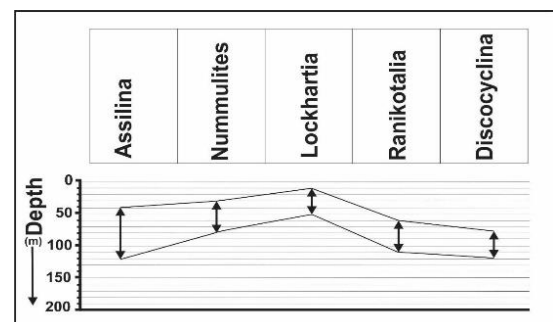 Assilina
Nummulites
Lockhartia
Ranikotalia
Discocyclina
(m)Depth
0
50
100
150
200